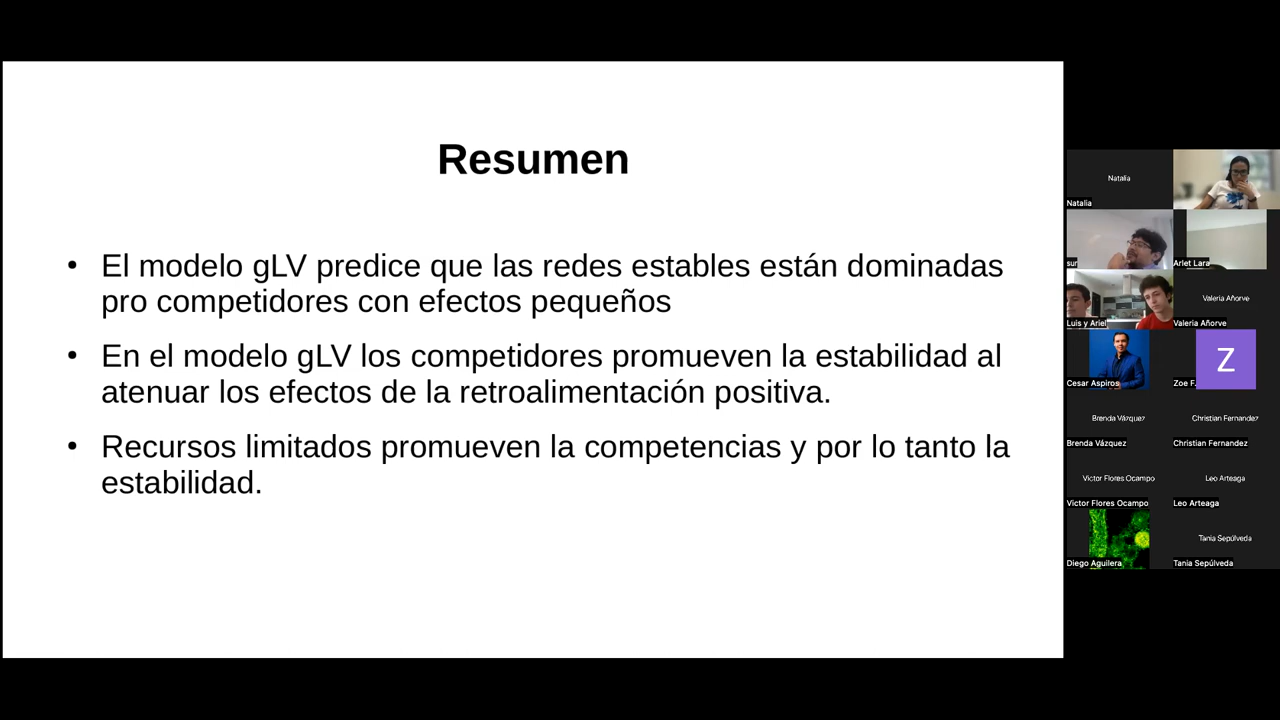 Resumen
El modelo gLV predice que las redes estables están dominadas
pro competidores con efectos pequeños
En el modelo gLV los competidores promueven la estabilidad al
atenuar los efectos de la retroalimentación positiva.
Recursos limitados promueven la competencias y por lo tanto la
estabilidad.
Natalia
Natalia
sur
Arlet Lara
Luis y Ariel
Valeria Añorve
Valeria Añorve
Cesar Aspiros
Z
Zoe F.
Brenda Vázquez
Christian Fernandez
Brenda Vázquez
Christian Fernandez
Victor Flores Ocampo
Leo Arteaga
Victor Flores Ocampo
Leo Arteaga
Tania Sepúlveda
Diego Aguilera
Tania Sepúlveda